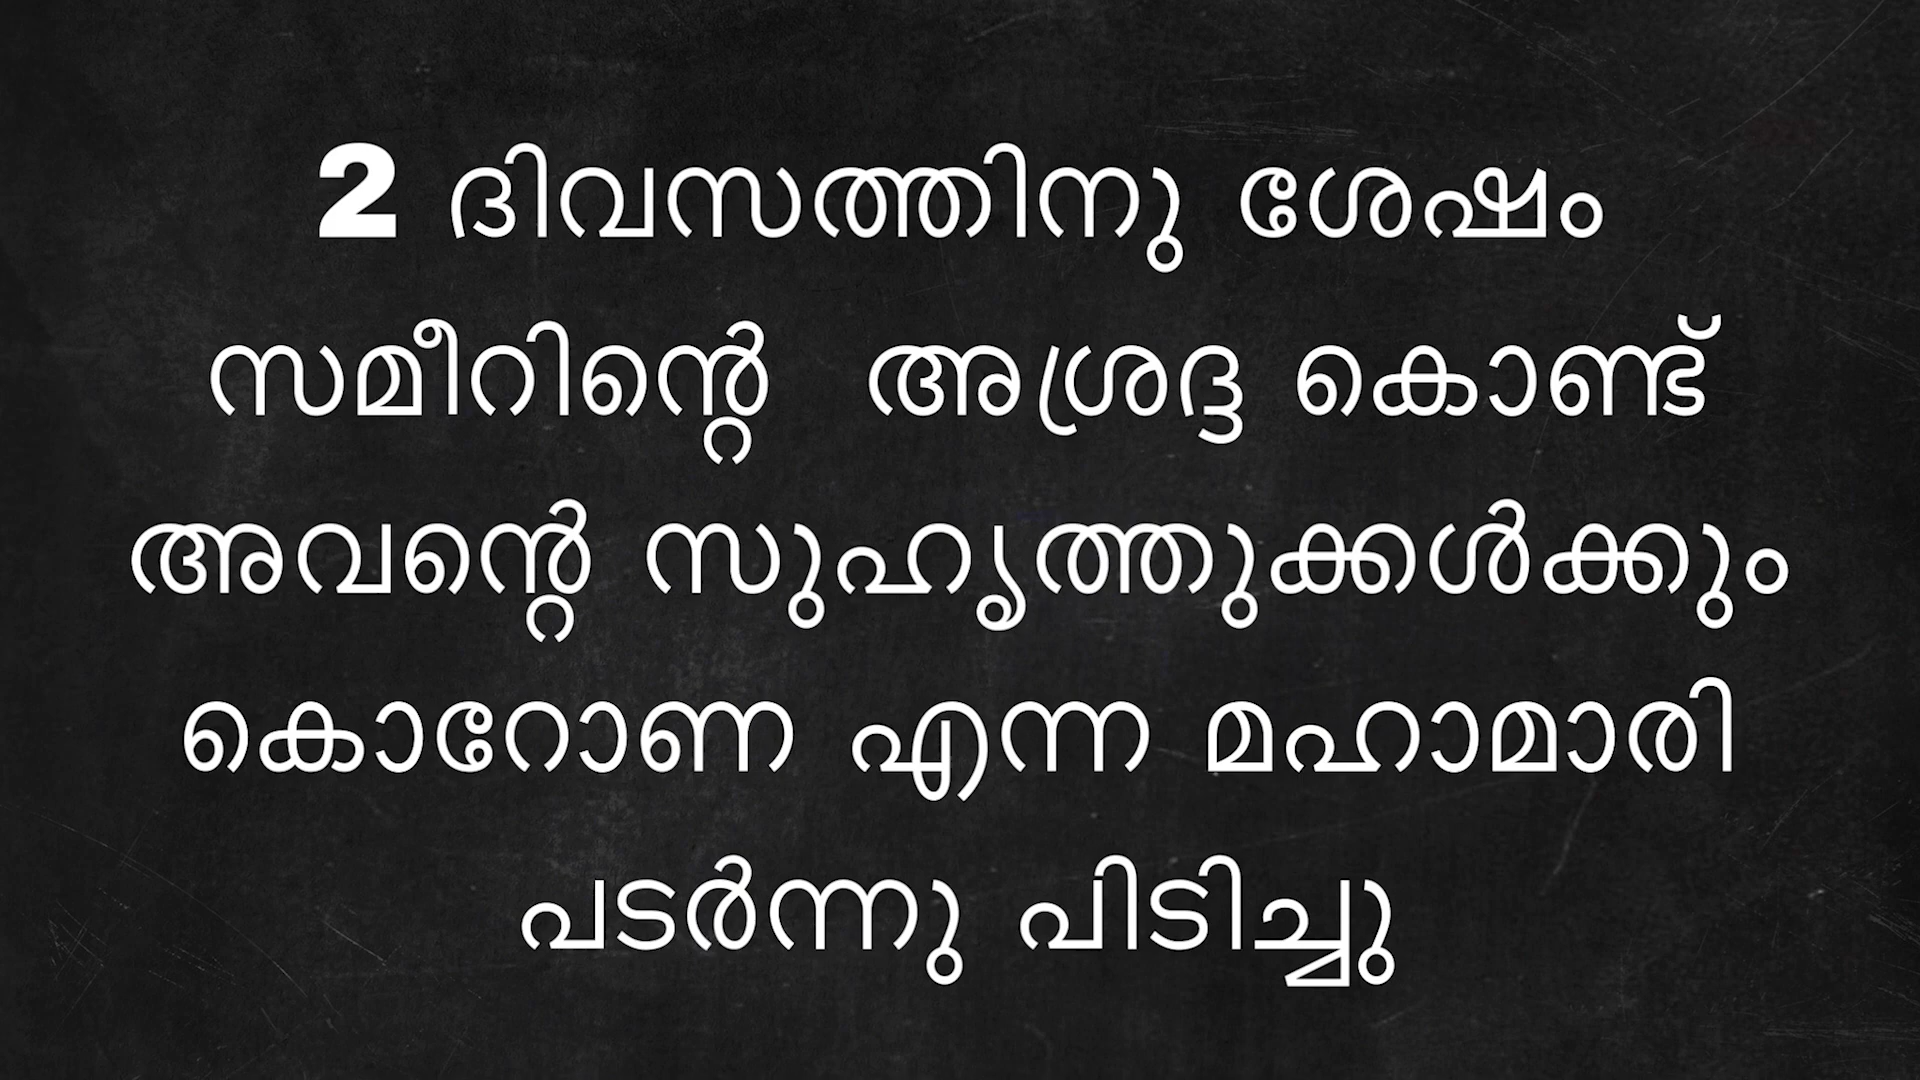 2 ദിവസത്തിനു ശേഷം
സമീറിന്റെ അശ്രദ്ദ കൊണ്ട്
അവന്റെ സുഹൃത്തുക്കൾക്കും
കൊറോണ എന്ന മഹാമാരി
പടർന്നു പിടിച്ചു